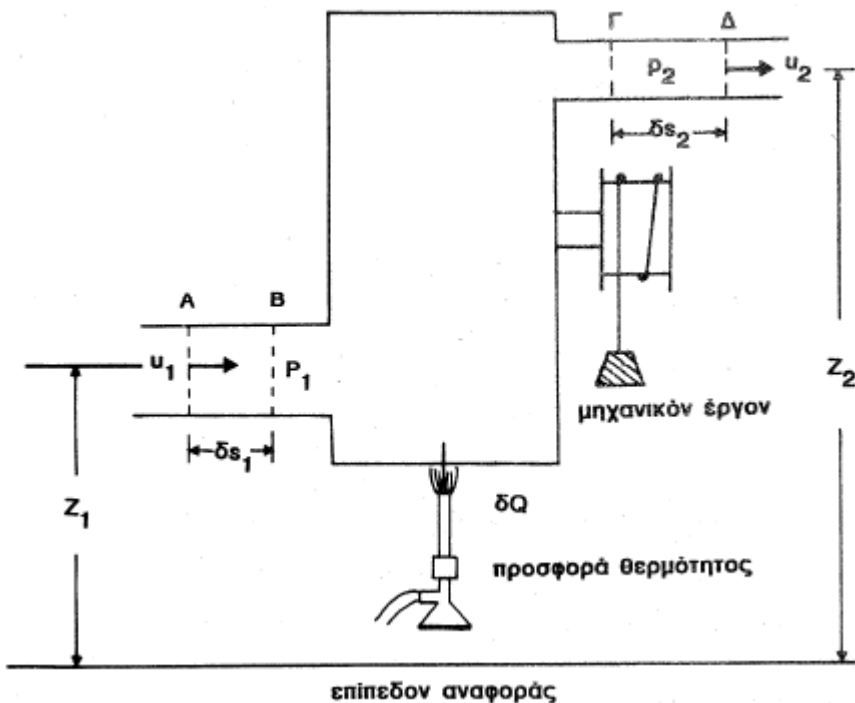 Γ Δ
p₂ u₂
δs₂
A B
u₁ P₁
Z₂
μηχανικόν έργον
δs₁
Z₁
δQ
προσφορά θερμότητος
επίπεδον αναφοράς